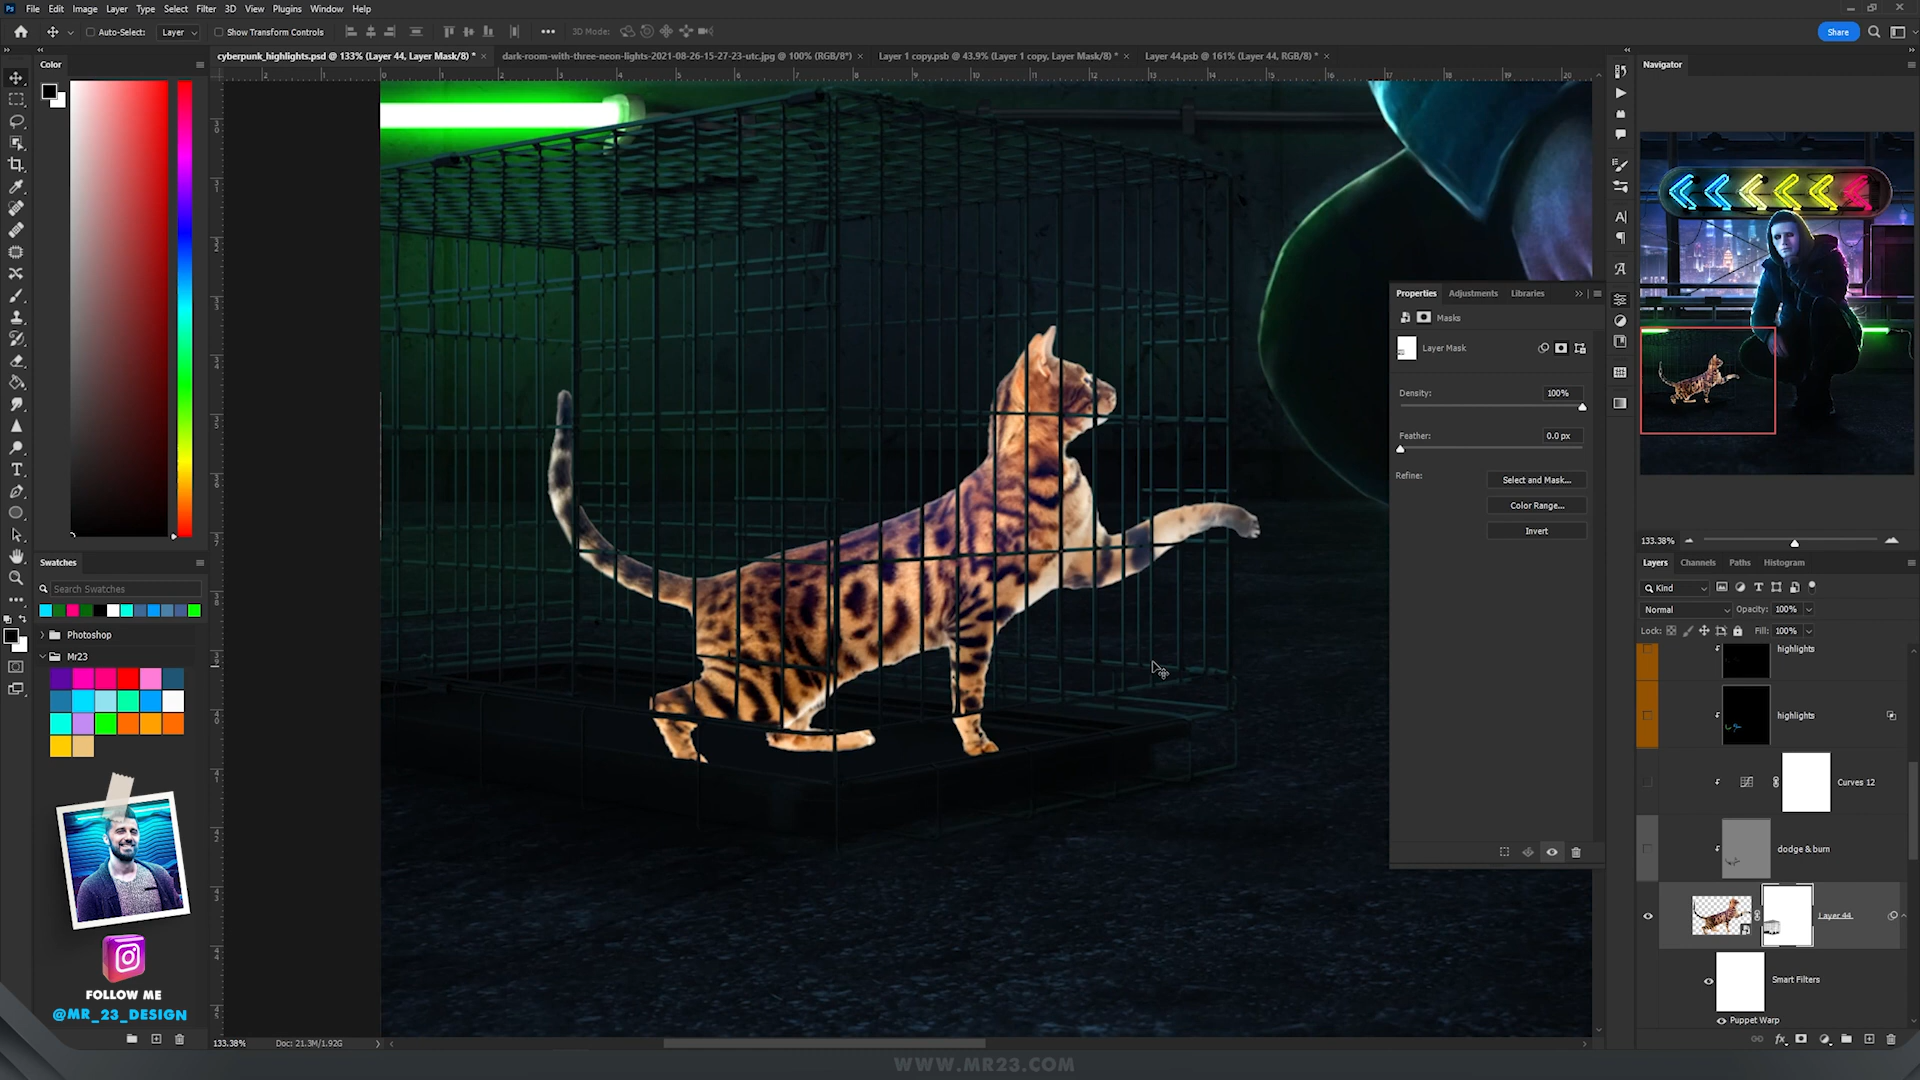 File Edit Image Layer Type Select Filter 3D View Plugins Window Help
Auto-Select: Layer Show Transform Controls 3D Mode: Share
Color
cyberpunk_highlights.psd @ 133% (Layer 44, Layer Mask/8) *
dark-room-with-three-neon-lights-2021-08-26-15-27-23-utc.jpg @ 100% (RGB/8*)
Layer 1 copy.psb @ 43.9% (Layer 1 copy, Layer Mask/8) *
Layer 44.psb @ 161% (Layer 44, RGB/8) *
Navigator
Properties Adjustments Libraries
Masks
Layer Mask
Density: 100%
Feather: 0.0 px
Refine: Select and Mask...
Color Range...
Invert
133.38%
Swatches
Search Swatches
Photoshop
Mr23
FOLLOW ME
@MR_23_DESIGN
Layers Channels Paths Histogram
Kind
Normal Opacity: 100%
Lock: Fill: 100%
highlights
highlights
Curves 12
dodge & burn
Layer 44
Smart Filters
Puppet Warp
133.38% Doc: 21.3M/1.92G
WWW.MR23.COM